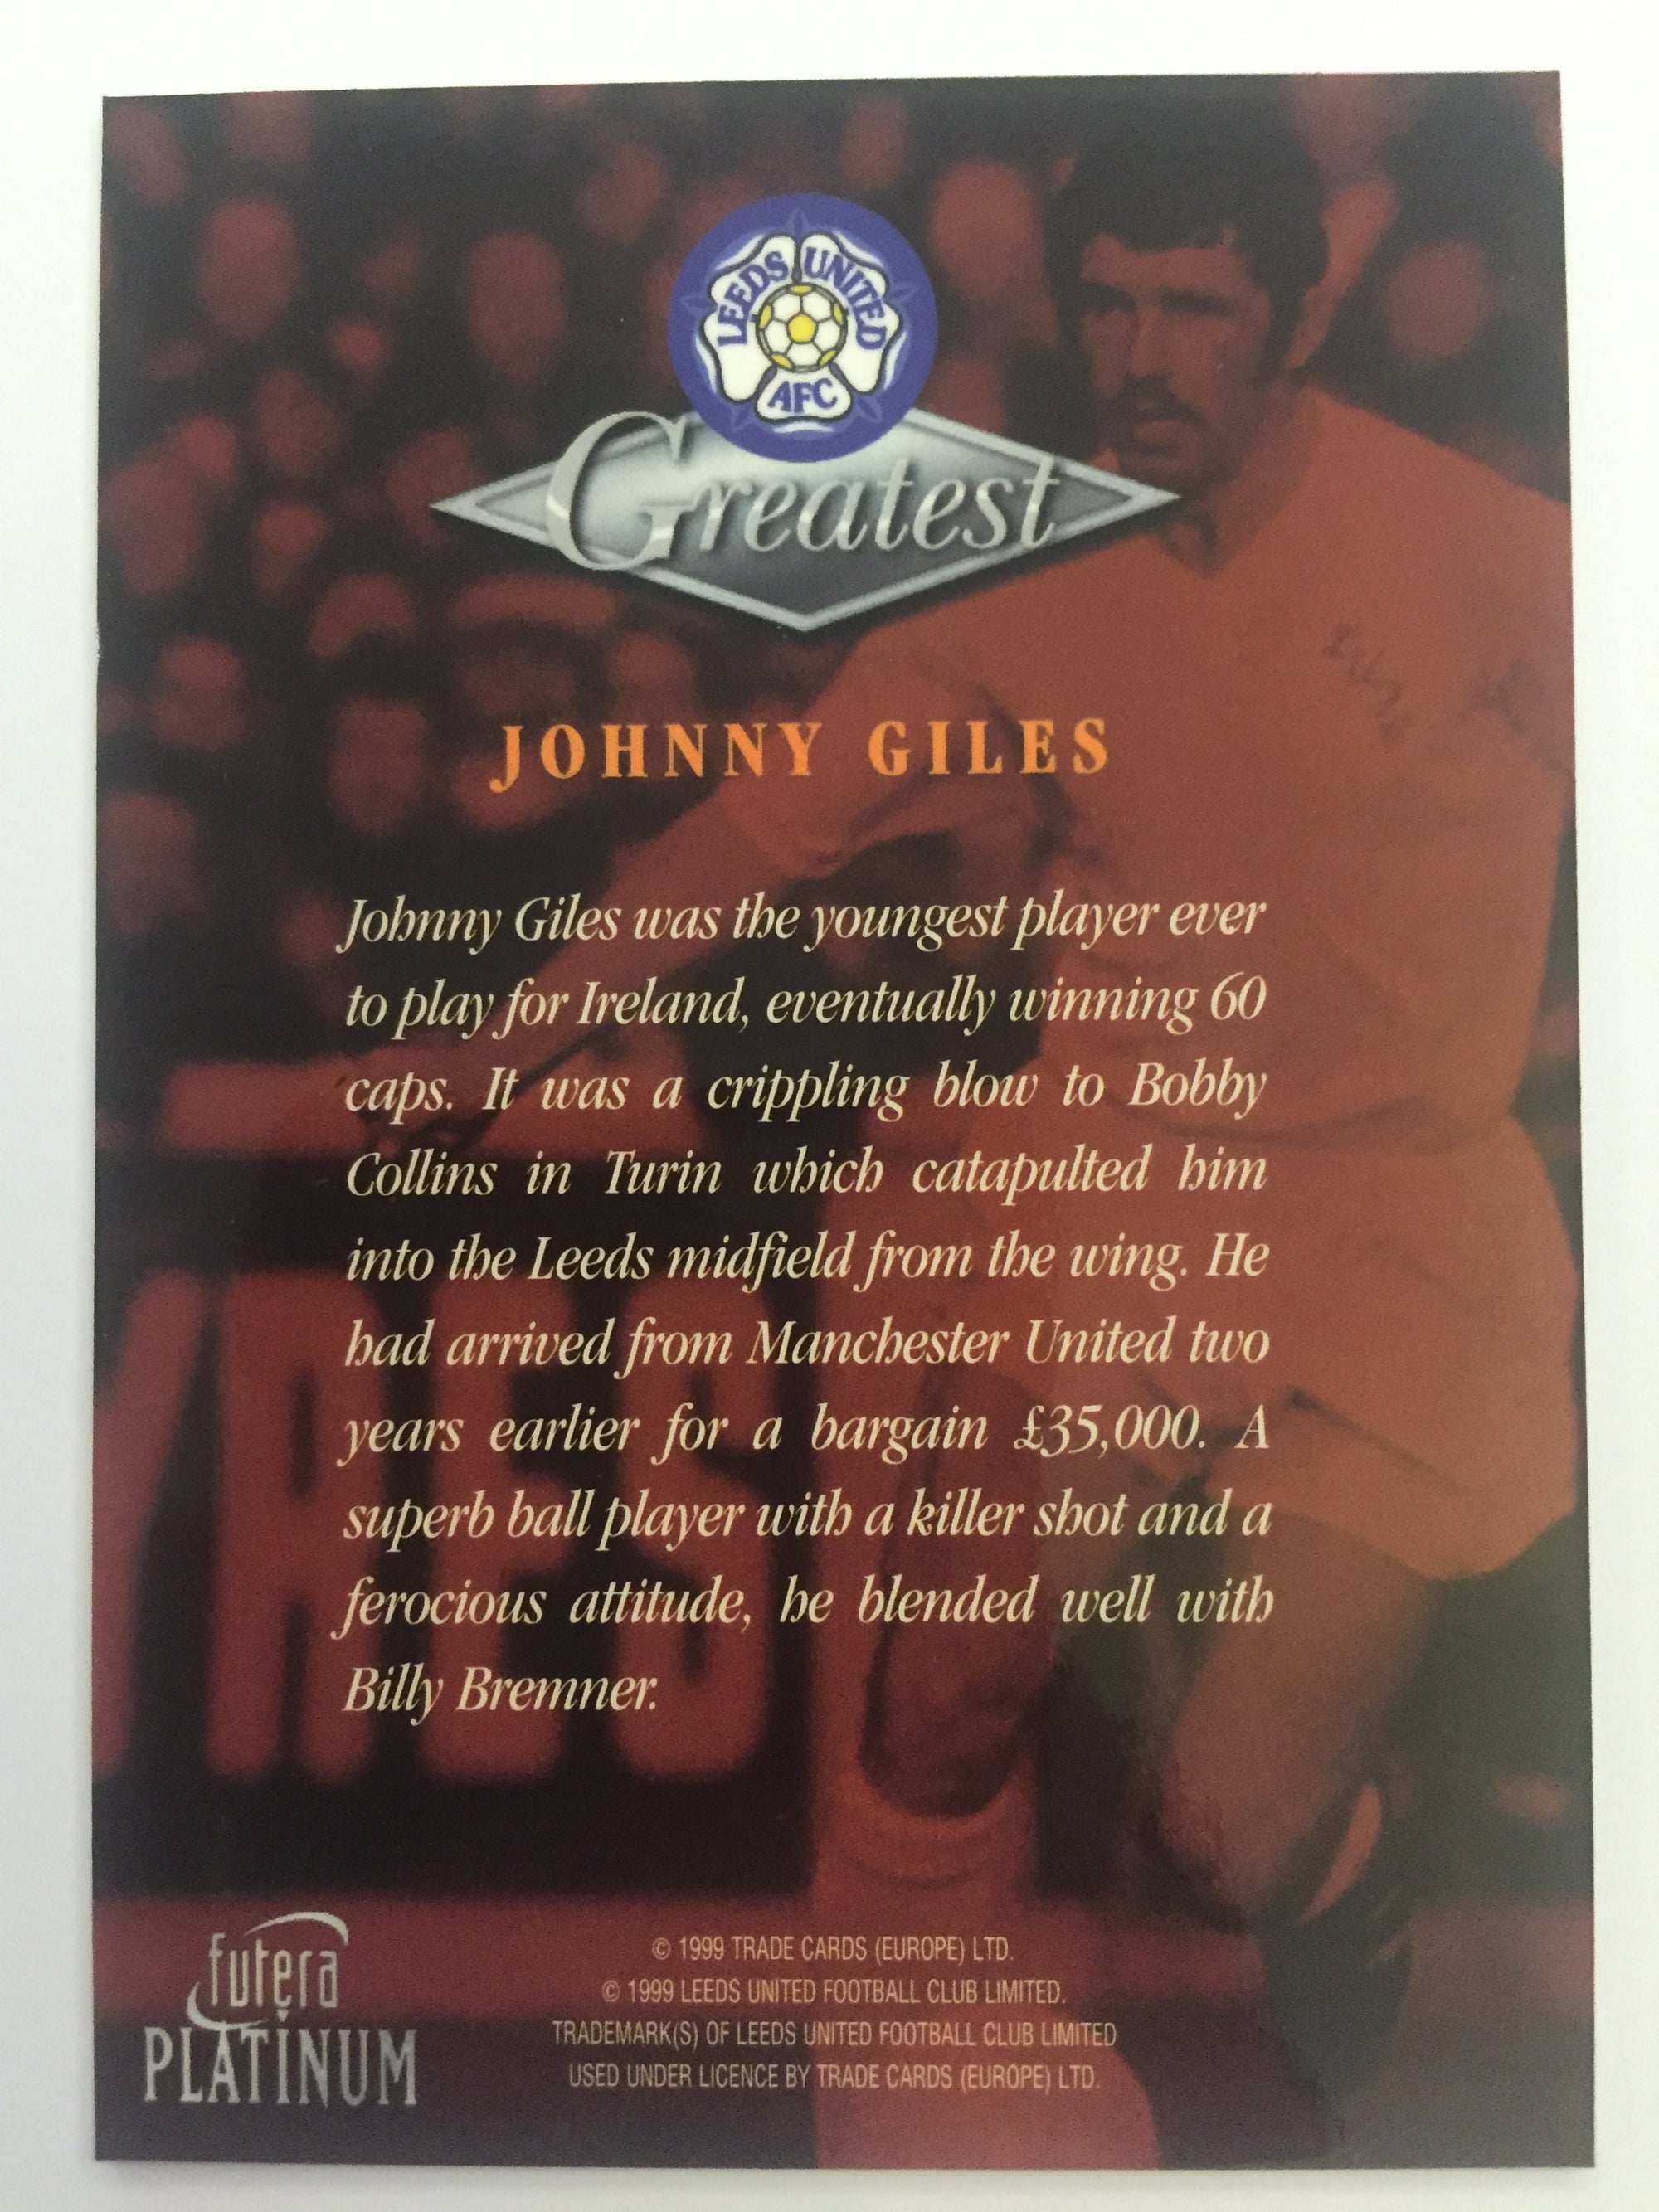 LEEDS UNITED
AFC
Greatest
JOHNNY GILES
Johnny Giles was the youngest player ever
to play for Ireland, eventually winning 60
caps. It was a crippling blow to Bobby
Collins in Turin which catapulted him
into the Leeds midfield from the wing. He
had arrived from Manchester United two
years earlier for a bargain £35,000. A
superb ball player with a killer shot and a
ferocious attitude, he blended well with
Billy Bremner.
futera
PLATINUM
© 1999 TRADE CARDS (EUROPE) LTD.
© 1999 LEEDS UNITED FOOTBALL CLUB LIMITED.
TRADEMARK(S) OF LEEDS UNITED FOOTBALL CLUB LIMITED
USED UNDER LICENCE BY TRADE CARDS (EUROPE) LTD.